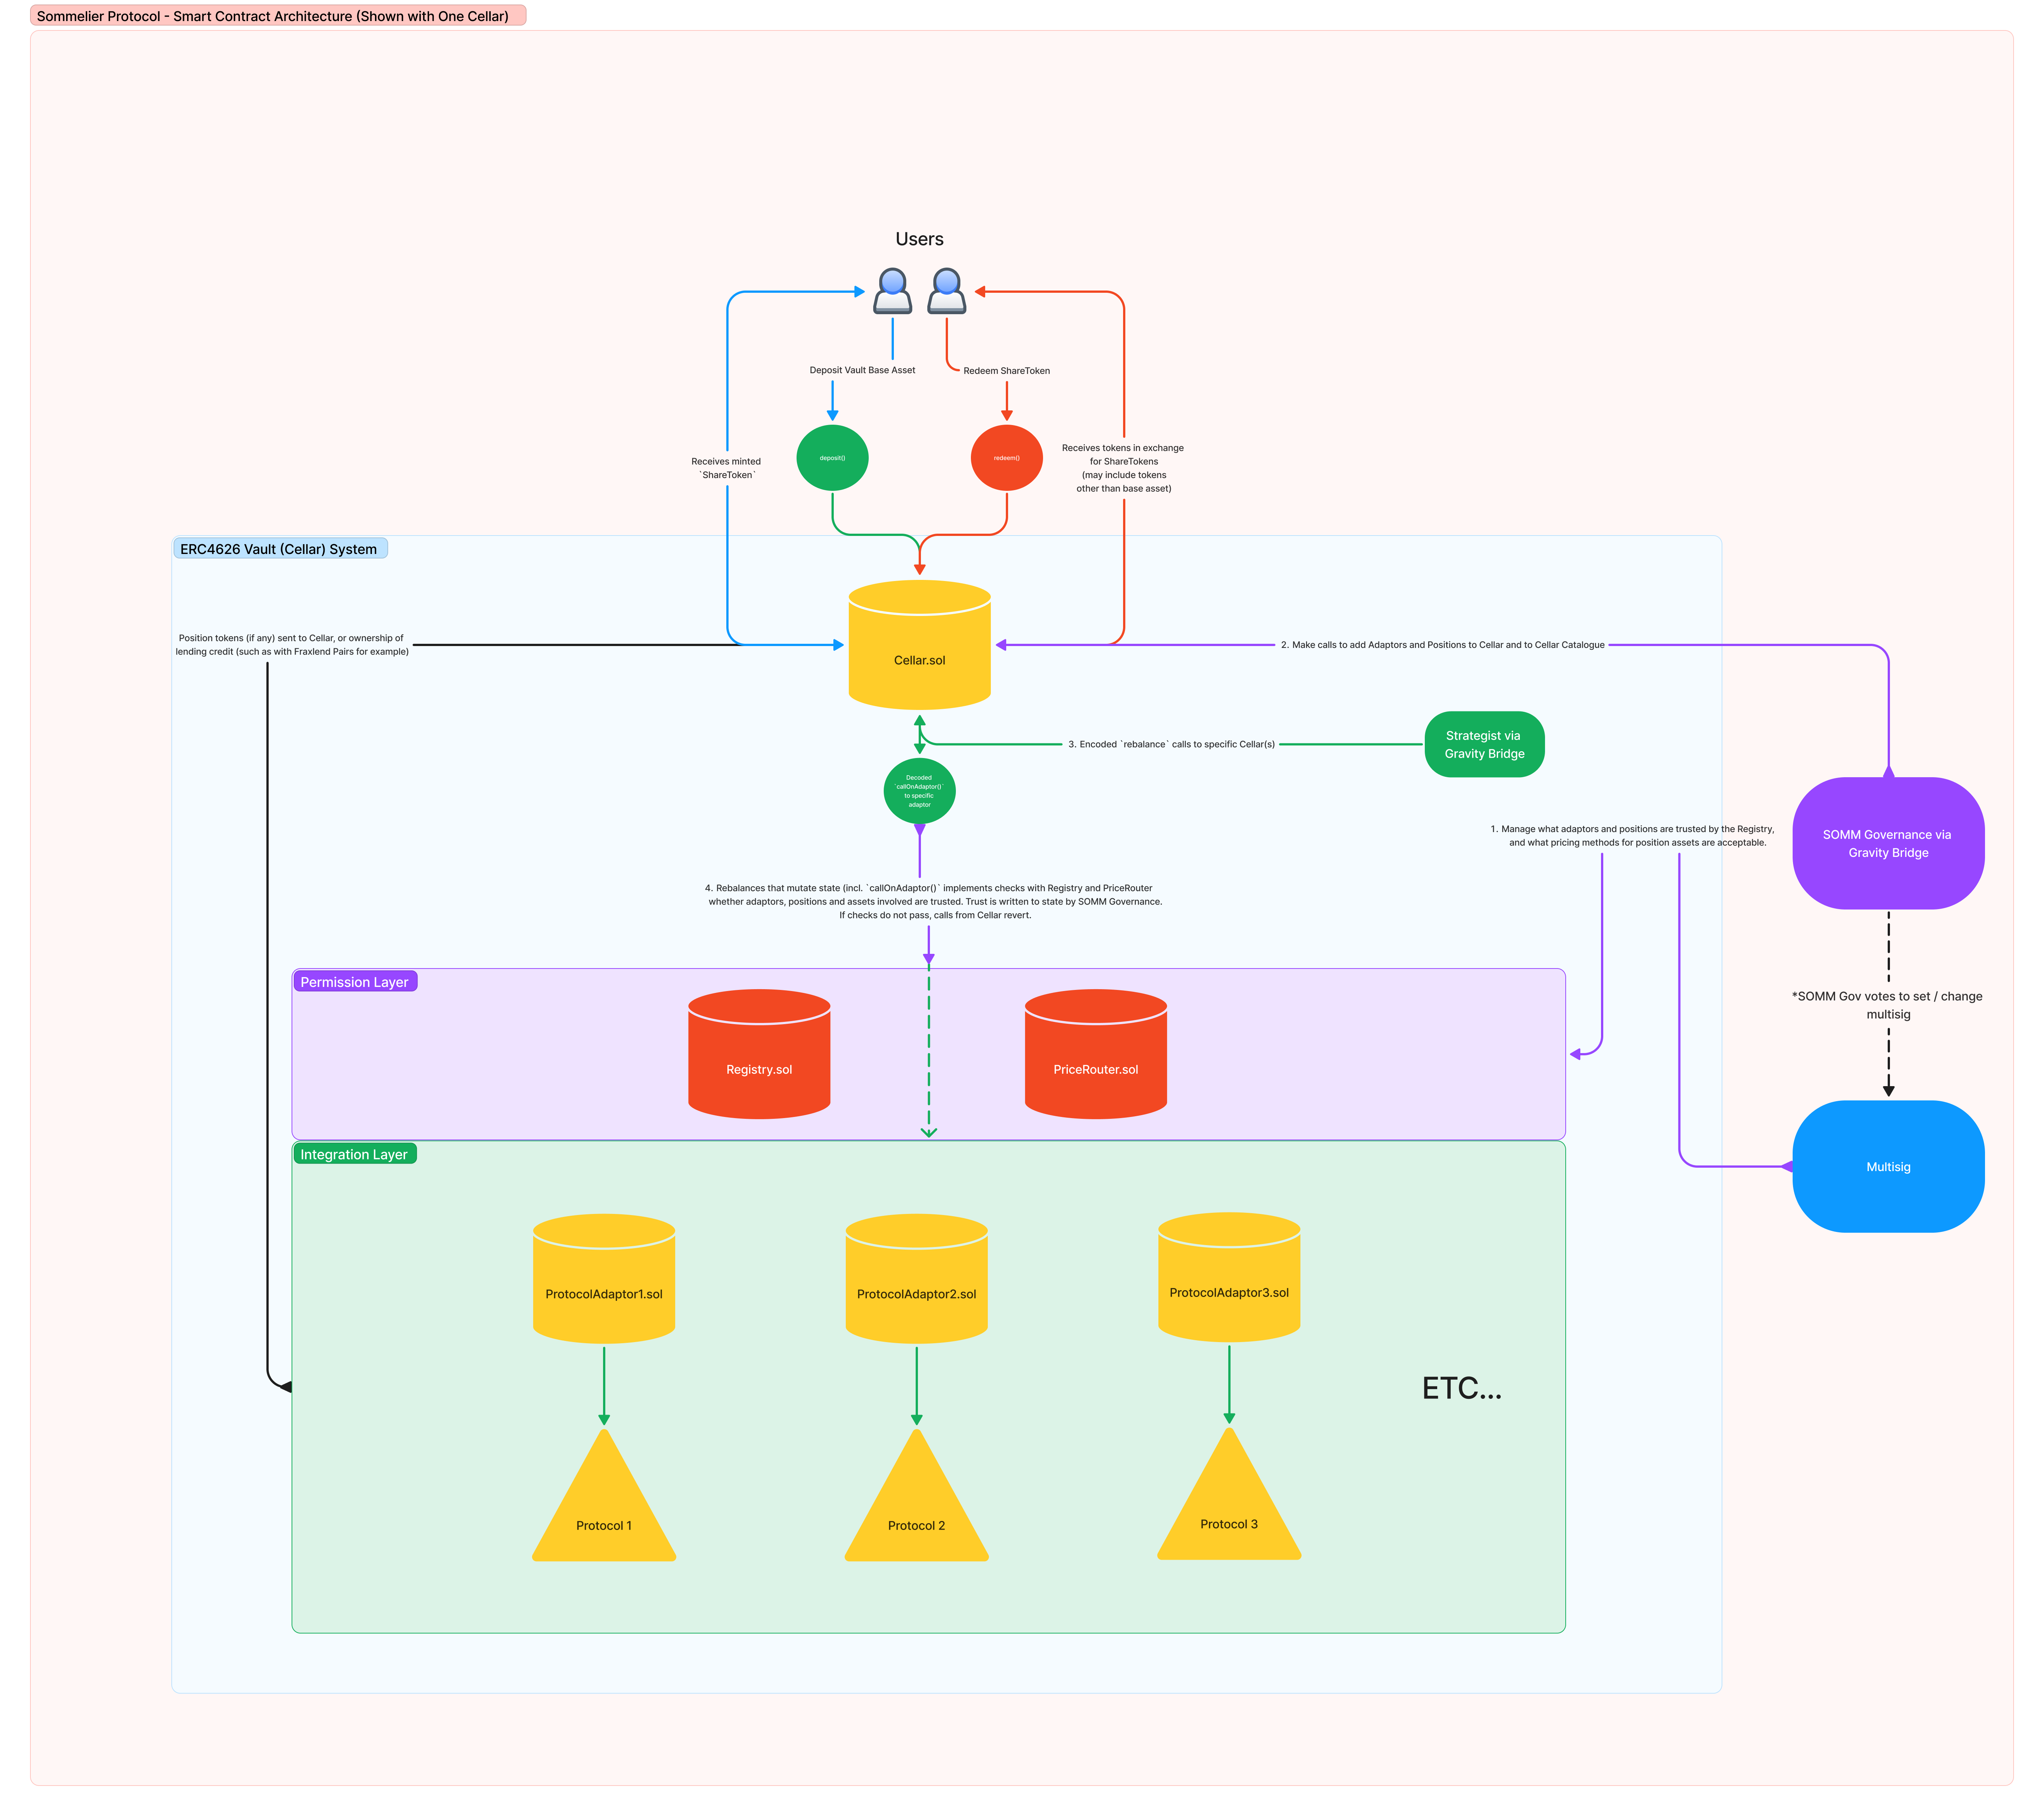 Sommelier Protocol - Smart Contract Architecture (Shown with One Cellar)
Users
Deposit Vault Base Asset
Redeem ShareToken
deposit()
redeem()
Receives minted
`ShareToken`
Receives tokens in exchange
for ShareTokens
(may include tokens
other than base asset)
ERC4626 Vault (Cellar) System
Position tokens (if any) sent to Cellar, or ownership of
lending credit (such as with Fraxlend Pairs for example)
Cellar.sol
2. Make calls to add Adaptors and Positions to Cellar and to Cellar Catalogue
3. Encoded `rebalance` calls to specific Cellar(s)
Strategist via
Gravity Bridge
Decoded
`callOnAdaptor()`
to specific
adaptor
1. Manage what adaptors and positions are trusted by the Registry,
and what pricing methods for position assets are acceptable.
SOMM Governance via
Gravity Bridge
4. Rebalances that mutate state (incl. `callOnAdaptor()` implements checks with Registry and PriceRouter
whether adaptors, positions and assets involved are trusted. Trust is written to state by SOMM Governance.
If checks do not pass, calls from Cellar revert.
*SOMM Gov votes to set / change
multisig
Permission Layer
Registry.sol
PriceRouter.sol
Multisig
Integration Layer
ProtocolAdaptor1.sol
ProtocolAdaptor2.sol
ProtocolAdaptor3.sol
ETC...
Protocol 1
Protocol 2
Protocol 3